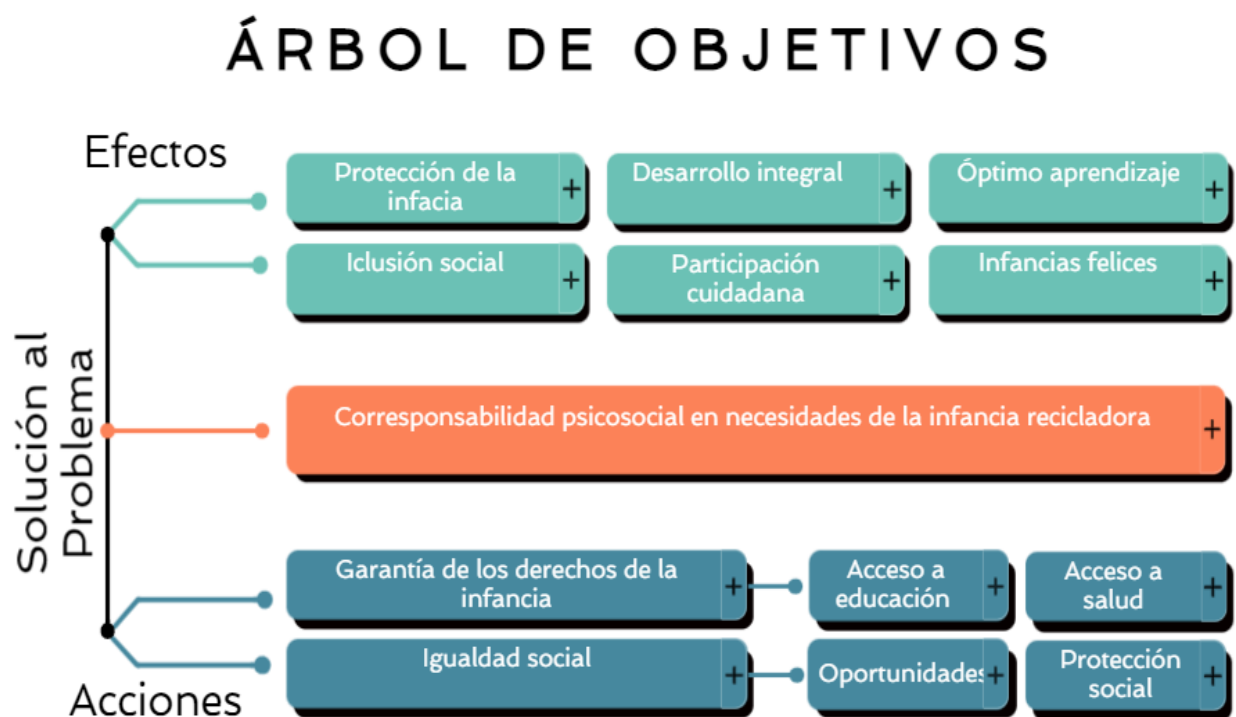 ÁRBOL DE OBJETIVOS
Efectos
Protección de la
infacia
+
Desarrollo integral
+
Óptimo aprendizaje
+
Iclusión social
+
Participación
cuidadana
+
Infancias felices
+
Solución al
Problema
Corresponsabilidad psicosocial en necesidades de la infancia recicladora
+
Garantía de los derechos de la
infancia
+
Acceso a
educación
+
Acceso a
salud
+
Igualdad social
+
Oportunidades
+
Protección
social
+
Acciones